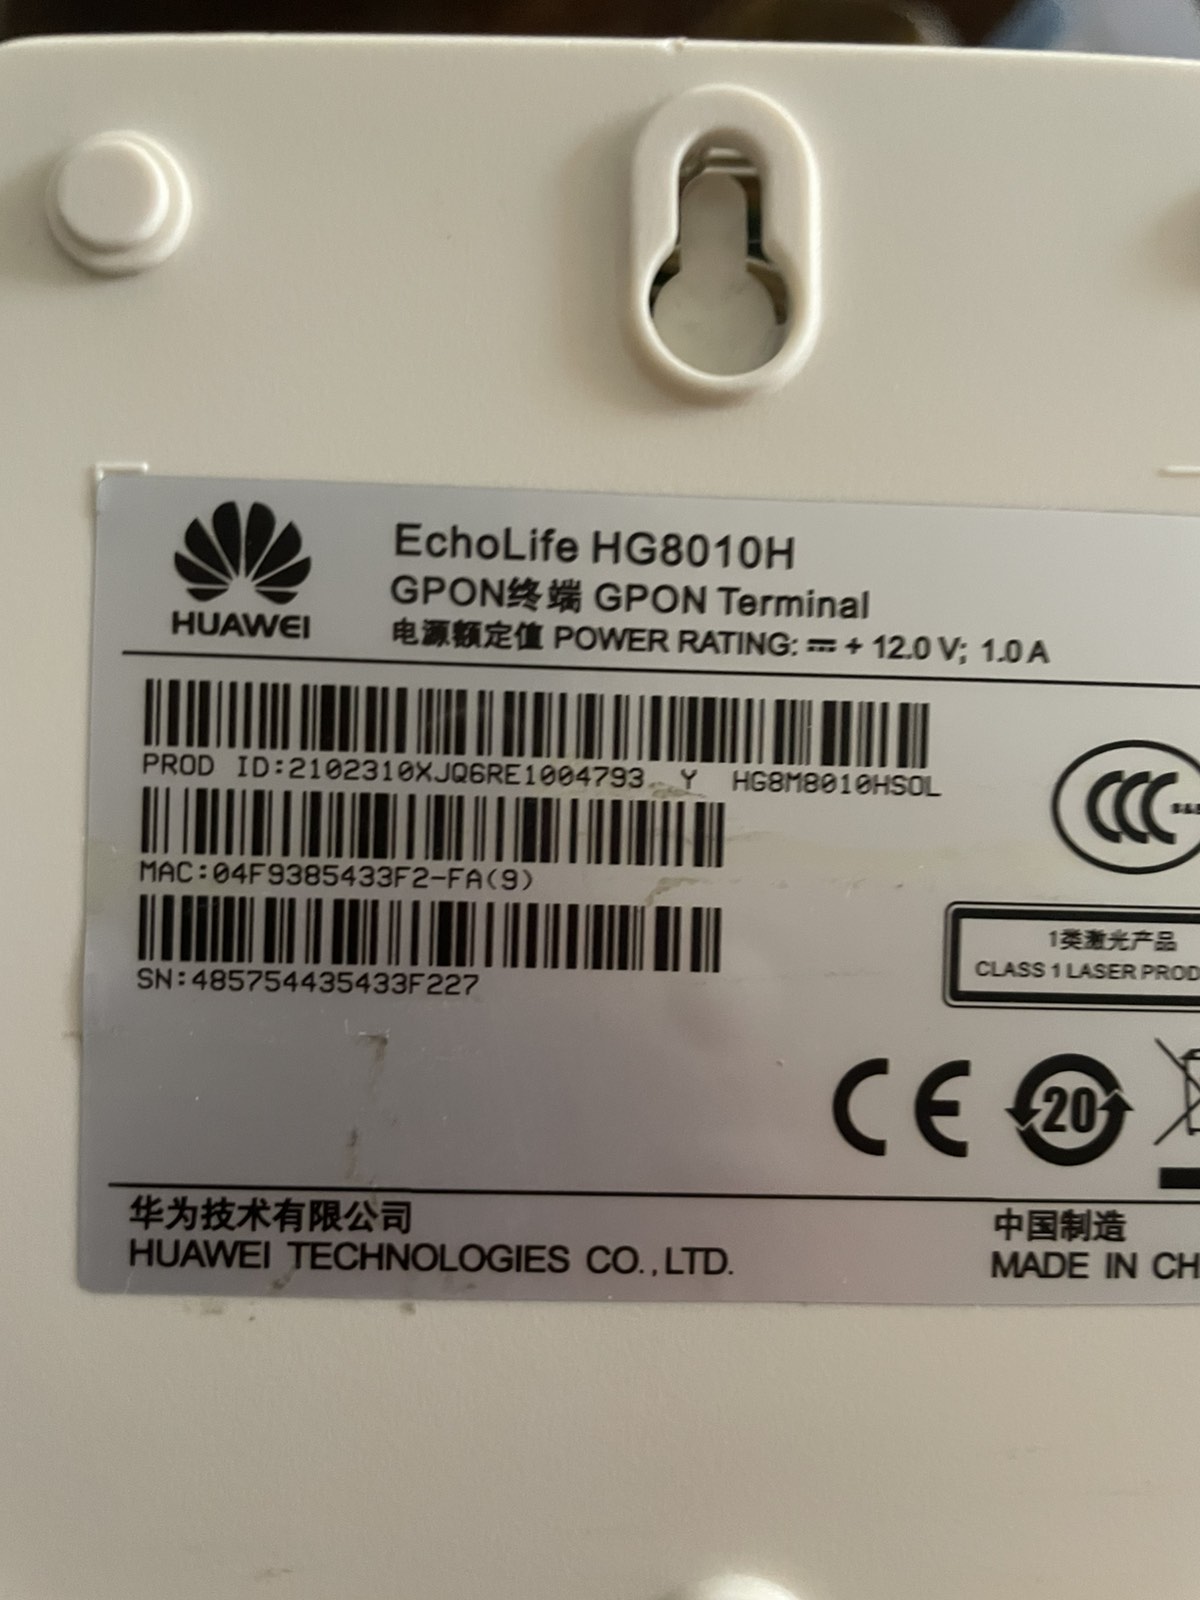 HUAWEI
EchoLife HG8010H
GPON终端 GPON Terminal
电源额定值 POWER RATING: ⎓ + 12.0 V; 1.0 A
PROD ID:2102310XJQ6RE1004793 Y HG8M8010HSOL
MAC:04F9385433F2-FA(9)
SN:485754435433F227
CCC
1类激光产品
CLASS 1 LASER PROD
CE
20
华为技术有限公司
HUAWEI TECHNOLOGIES CO.,LTD.
中国制造
MADE IN CH